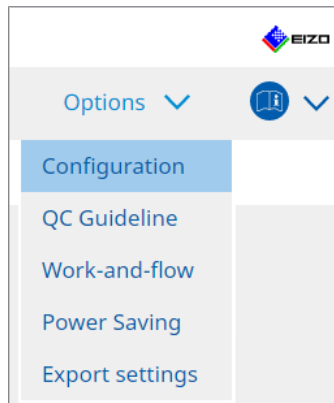 EIZO
Options
Configuration
QC Guideline
Work-and-flow
Power Saving
Export settings